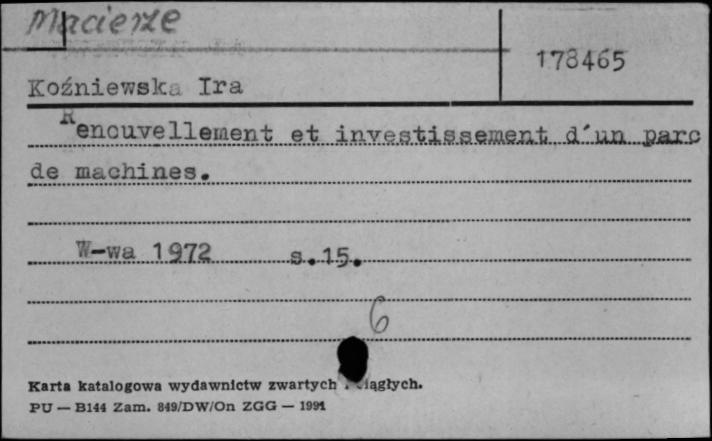 Macierze
178465
Koźniewska Ira
Renouvellement et investissement d'un parc
de machines.
W-wa 1972 s.15.
6
Karta katalogowa wydawnictw zwartych i ciągłych.
PU — B144 Zam. 849/DW/On ZGG — 1991